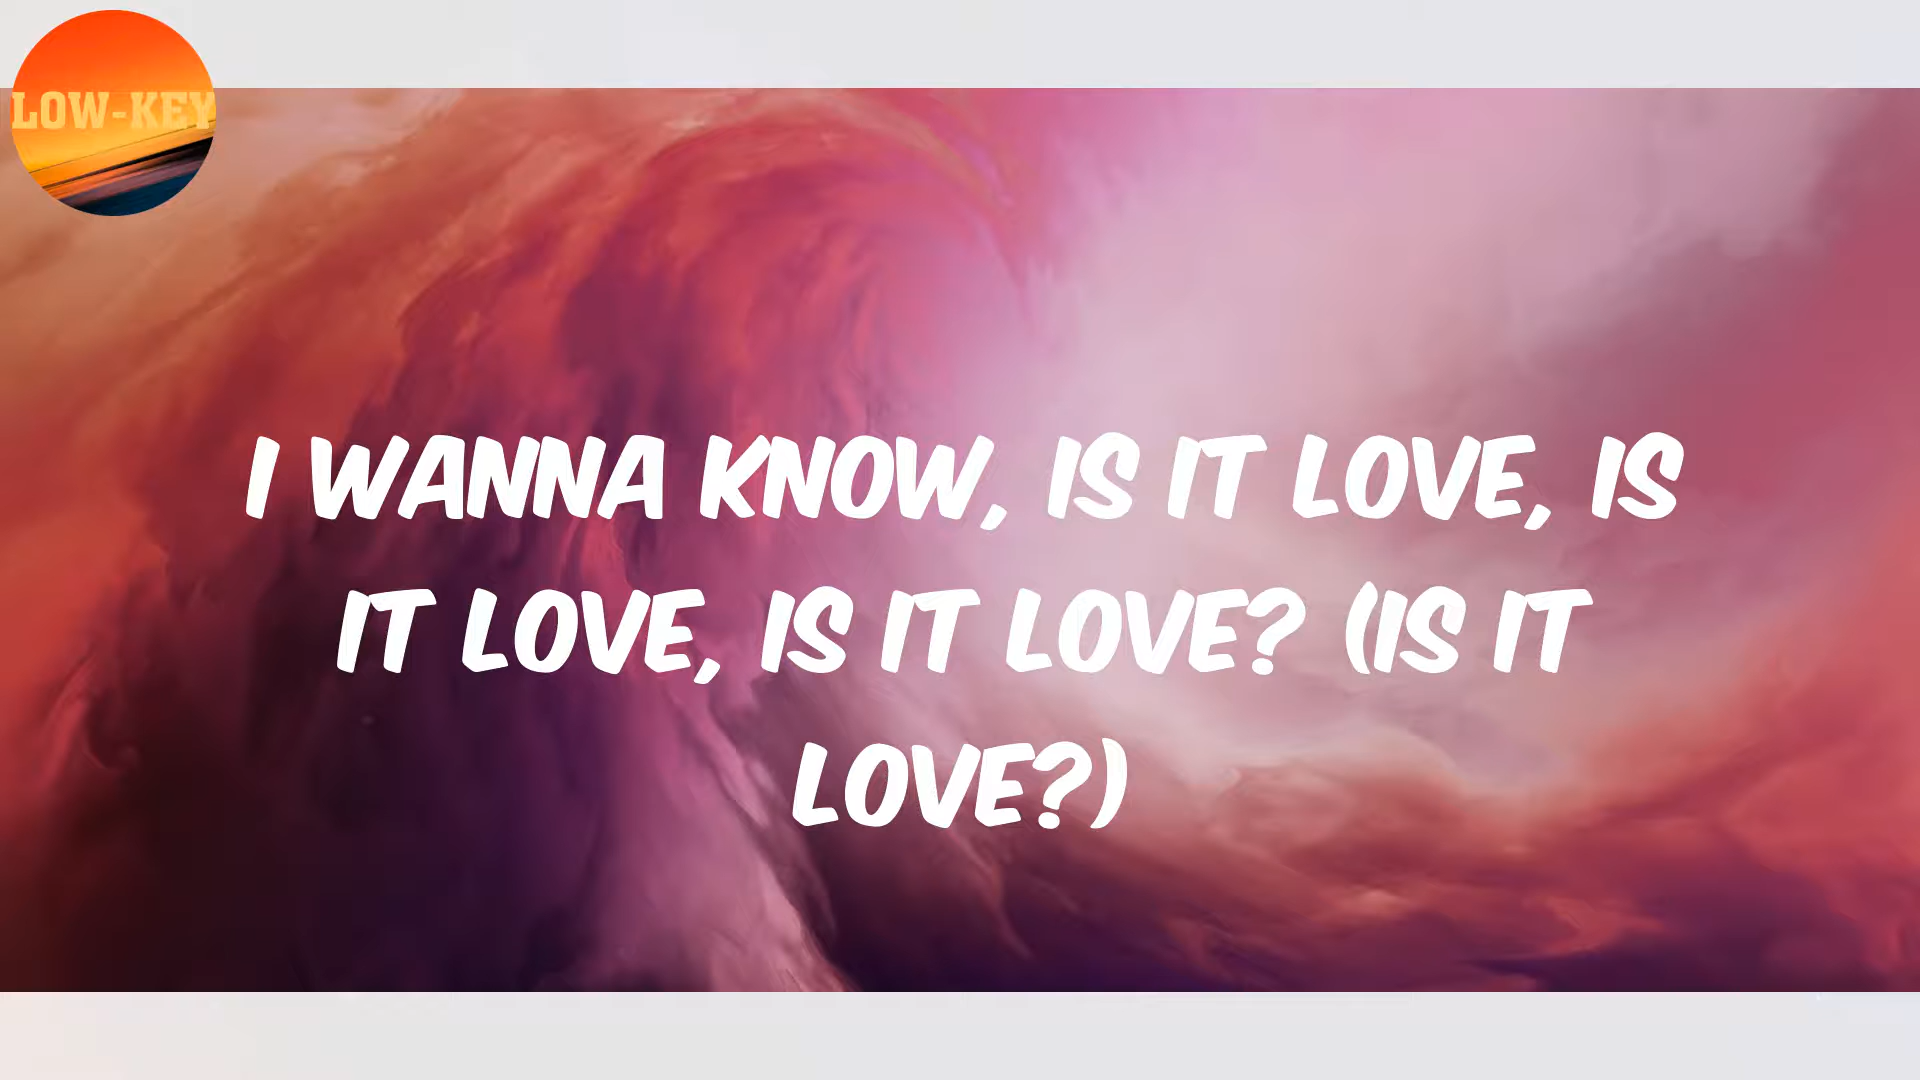 LOW-KEY
I WANNA KNOW, IS IT LOVE, IS
IT LOVE, IS IT LOVE? (IS IT
LOVE?)